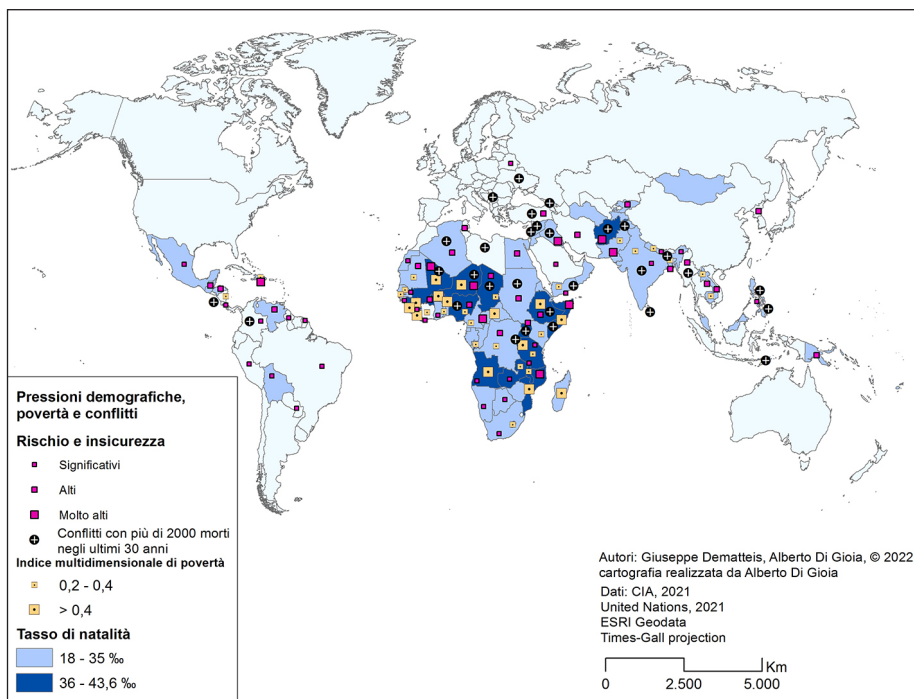 Pressioni demografiche,
povertà e conflitti
Rischio e insicurezza
Significativi
Alti
Molto alti
Conflitti con più di 2000 morti
negli ultimi 30 anni
Indice multidimensionale di povertà
0,2 - 0,4
> 0,4
Tasso di natalità
18 - 35 ‰
36 - 43,6 ‰
Autori: Giuseppe Dematteis, Alberto Di Gioia, © 2022
cartografia realizzata da Alberto Di Gioia
Dati: CIA, 2021
United Nations, 2021
ESRI Geodata
Times-Gall projection
Km
0 2.500 5.000